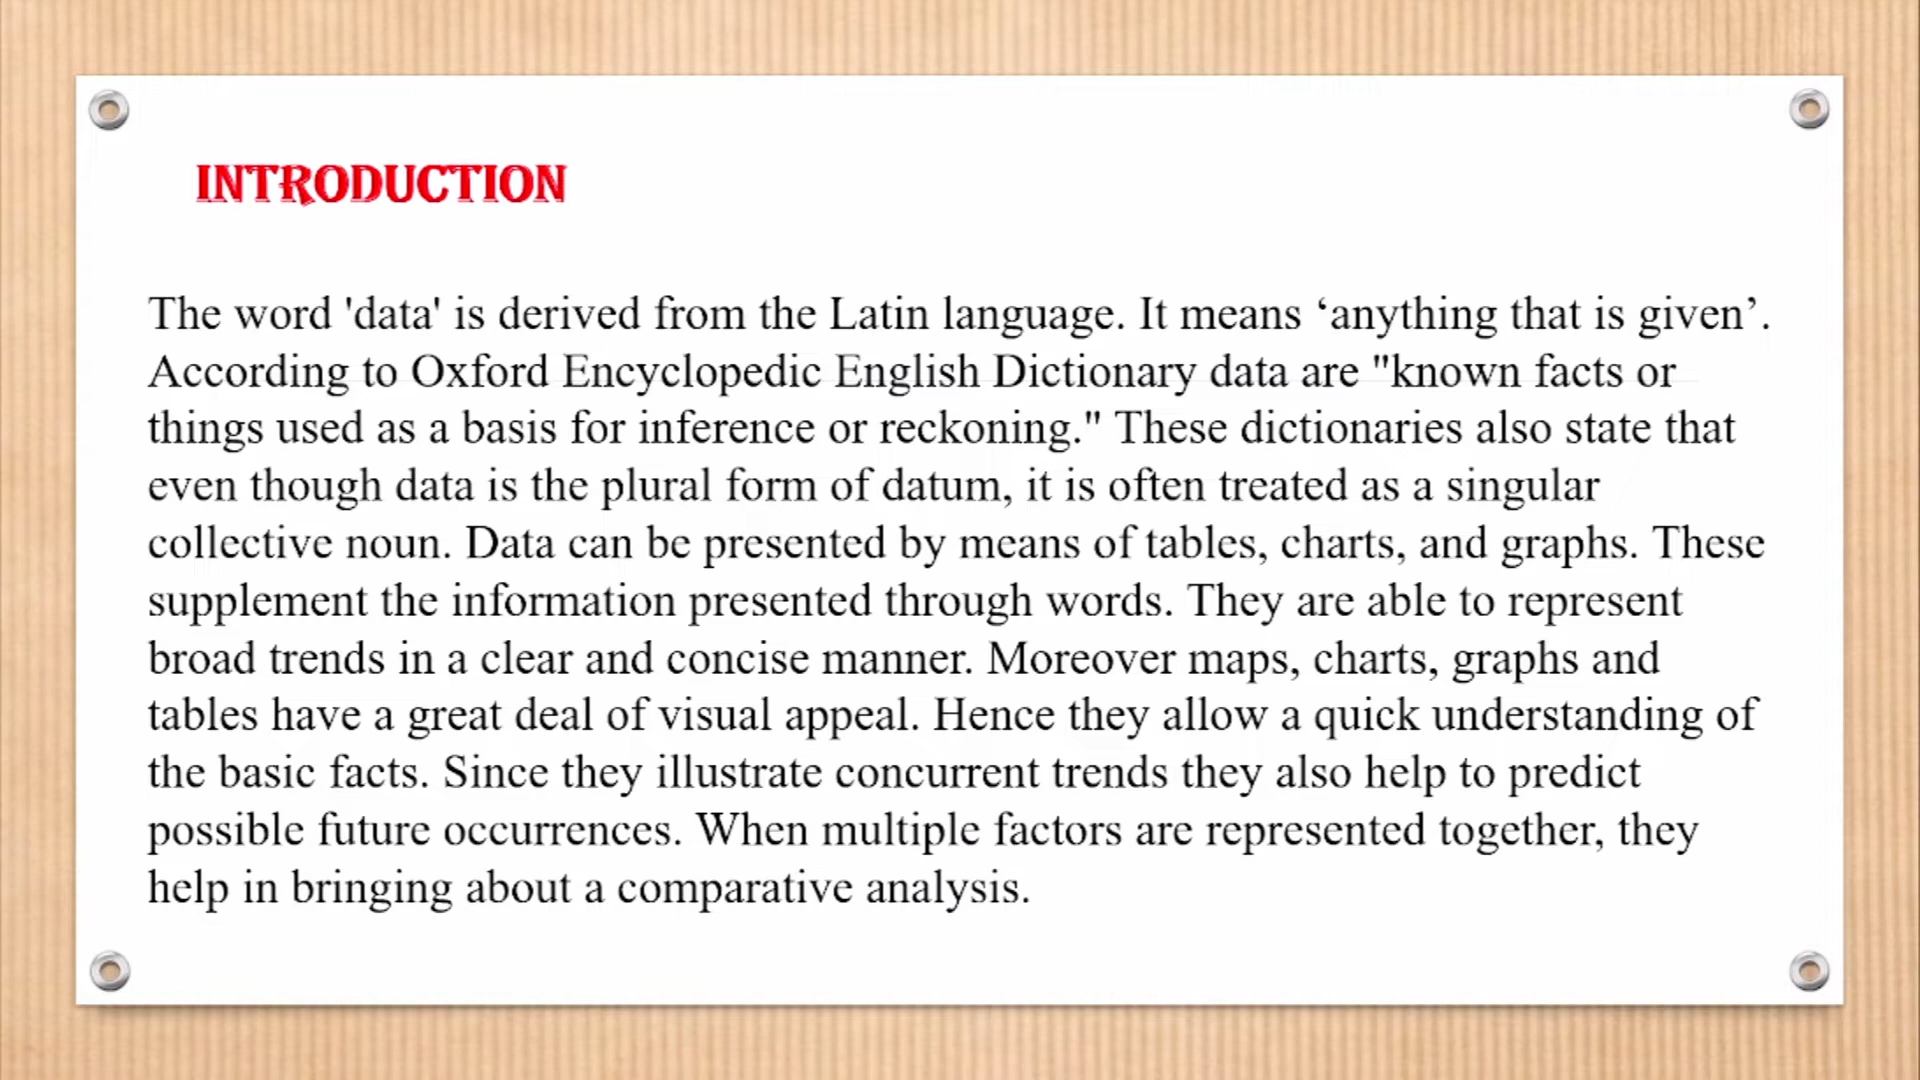 INTRODUCTION
The word 'data' is derived from the Latin language. It means ‘anything that is given’.
According to Oxford Encyclopedic English Dictionary data are "known facts or
things used as a basis for inference or reckoning." These dictionaries also state that
even though data is the plural form of datum, it is often treated as a singular
collective noun. Data can be presented by means of tables, charts, and graphs. These
supplement the information presented through words. They are able to represent
broad trends in a clear and concise manner. Moreover maps, charts, graphs and
tables have a great deal of visual appeal. Hence they allow a quick understanding of
the basic facts. Since they illustrate concurrent trends they also help to predict
possible future occurrences. When multiple factors are represented together, they
help in bringing about a comparative analysis.